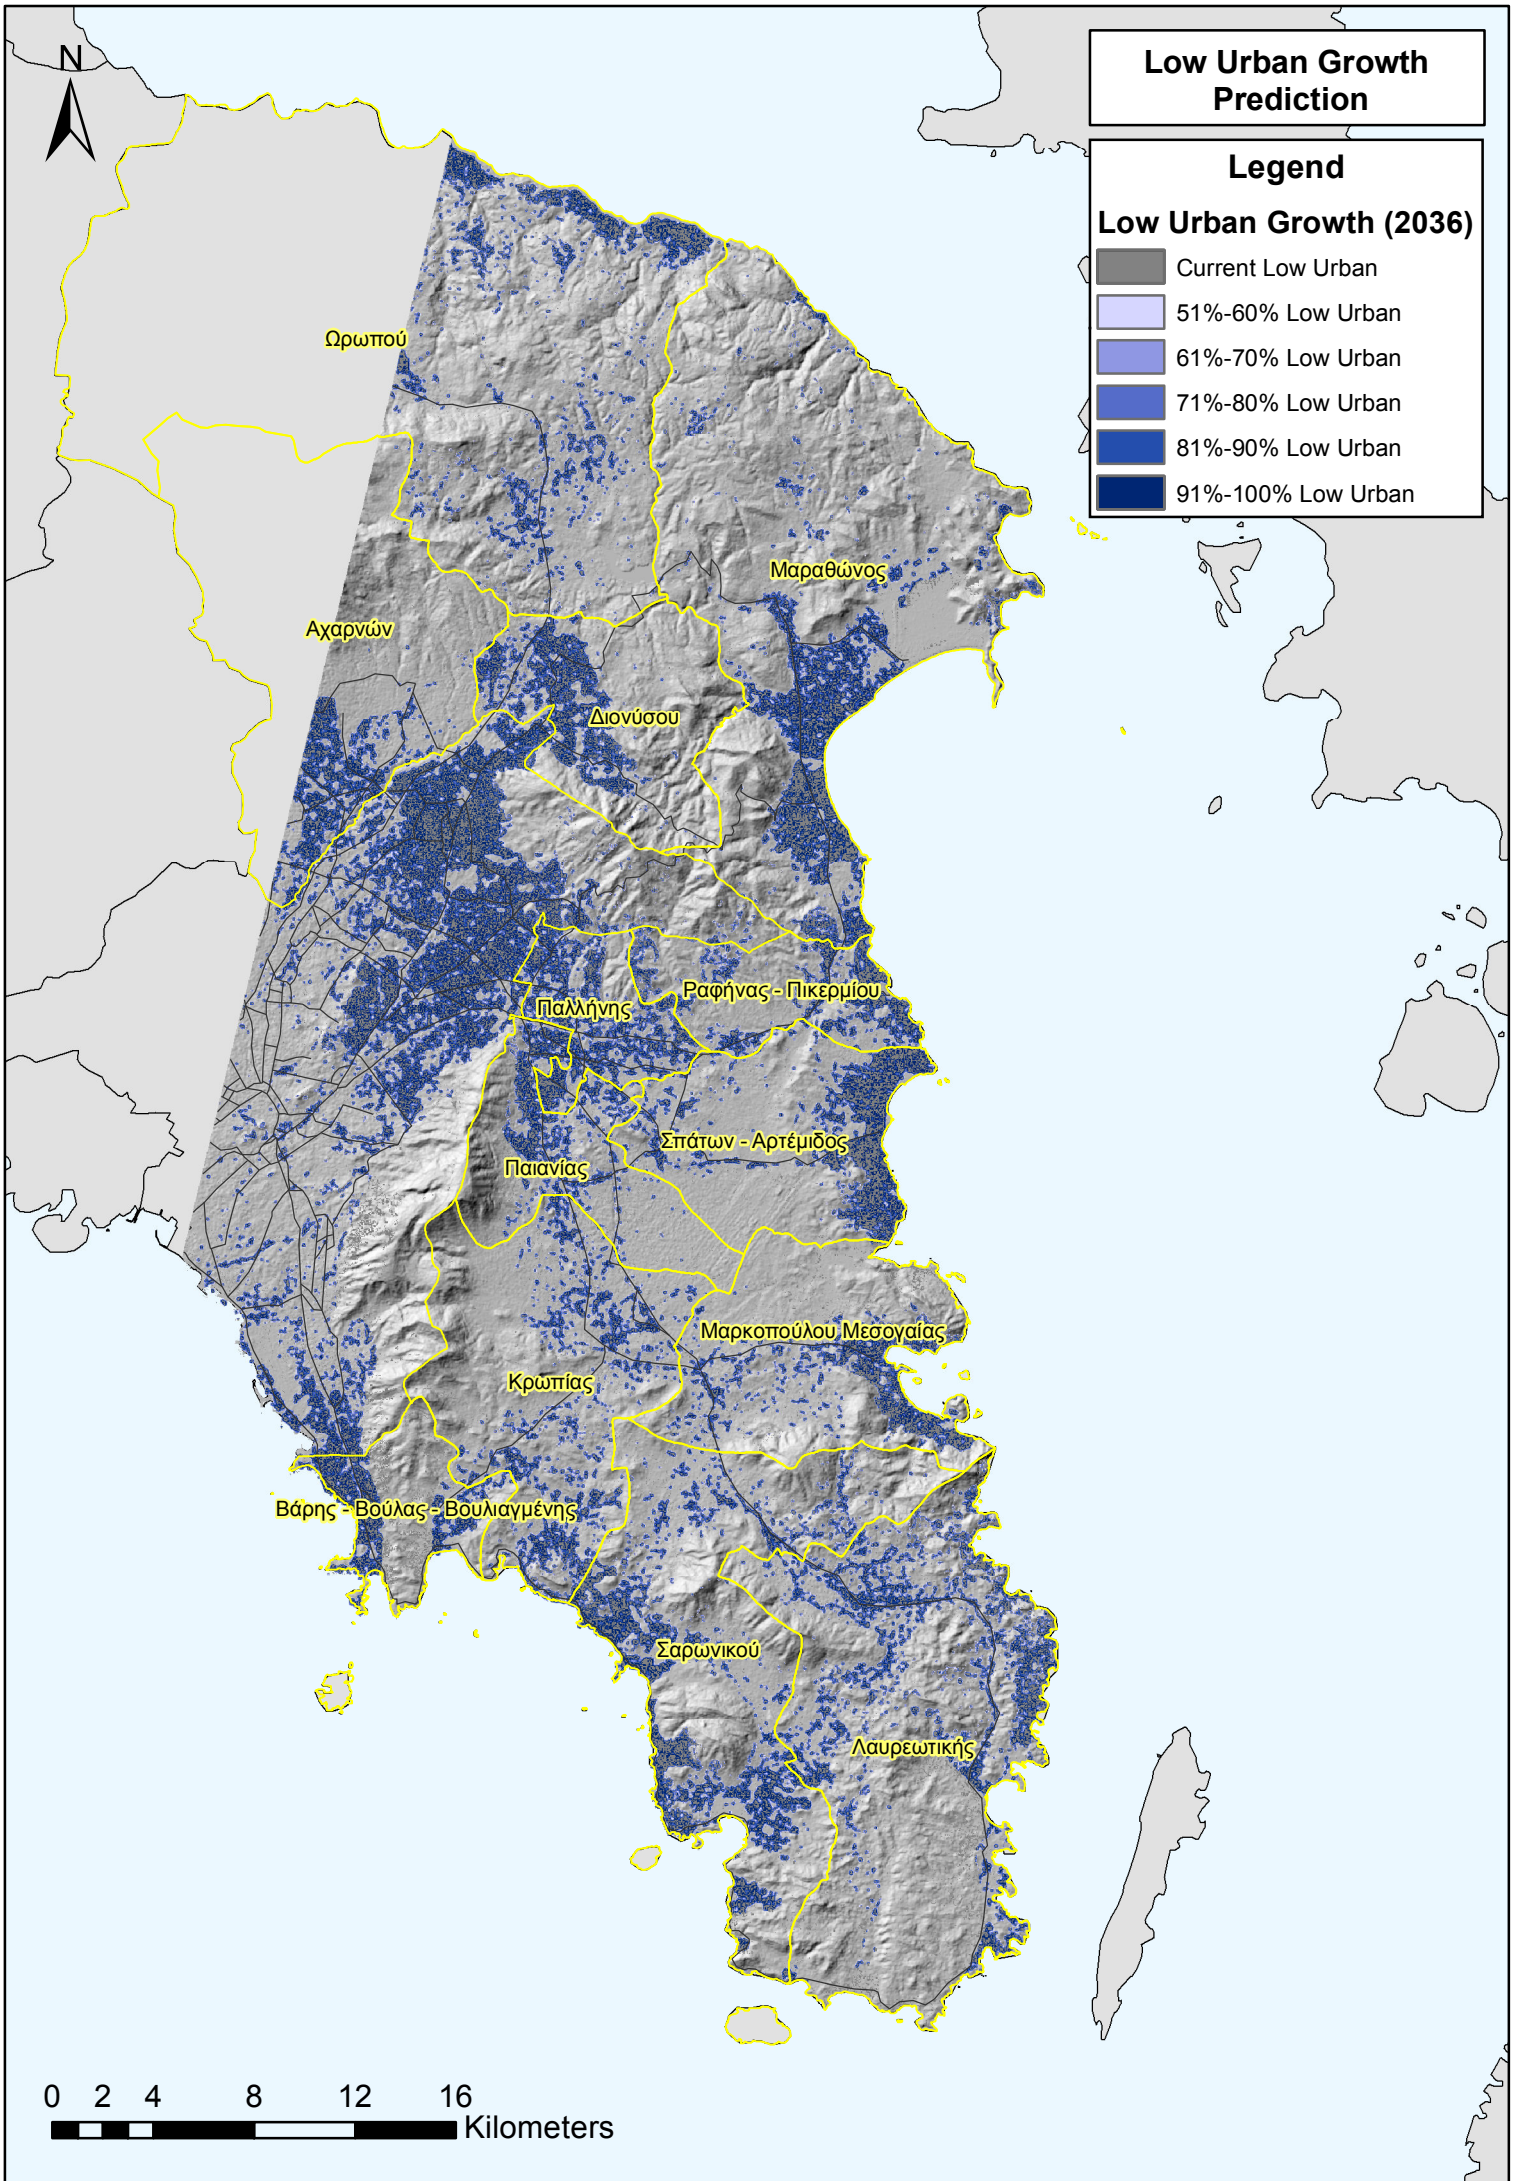 N
Low Urban Growth
Prediction
Legend
Low Urban Growth (2036)
Current Low Urban
51%-60% Low Urban
61%-70% Low Urban
71%-80% Low Urban
81%-90% Low Urban
91%-100% Low Urban
Ωρωπού
Μαραθώνος
Αχαρνών
Διονύσου
Ραφήνας - Πικερμίου
Παλλήνης
Σπάτων - Αρτέμιδος
Παιανίας
Μαρκοπούλου Μεσογαίας
Κρωπίας
Βάρης - Βούλας - Βουλιαγμένης
Σαρωνικού
Λαυρεωτικής
0 2 4 8 12 16
Kilometers